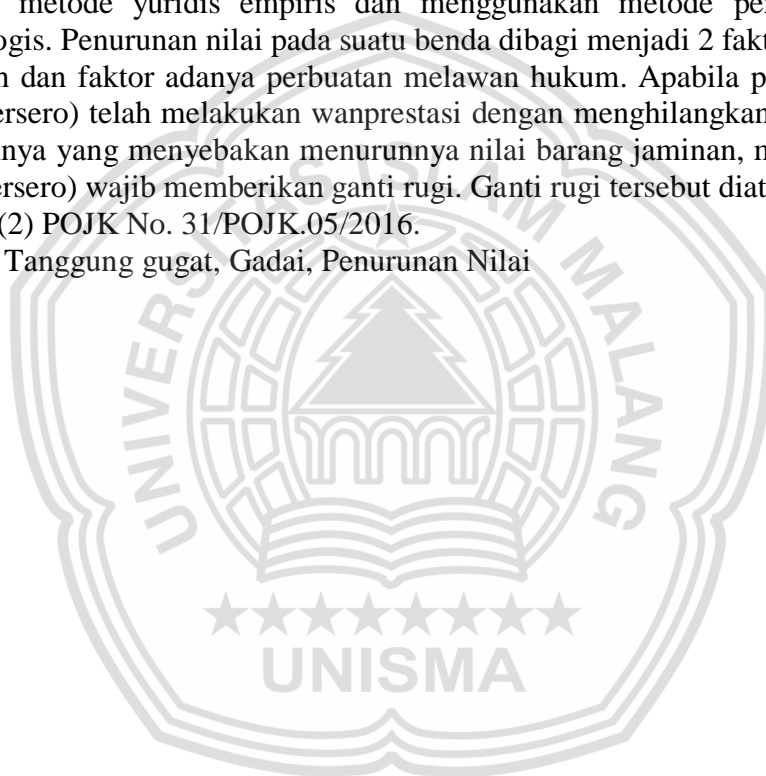 metode yuridis empiris dan menggunakan metode
ogis. Penurunan nilai pada suatu benda dibagi menjadi 2
dan faktor adanya perbuatan melawan hukum. Apabila
ersero) telah melakukan wanprestasi dengan menghilangkan
nya yang menyebakan menurunnya nilai barang jaminan,
ersero) wajib memberikan ganti rugi. Ganti rugi tersebut
(2) POJK No. 31/POJK.05/2016.
Tanggung gugat, Gadai, Penurunan Nilai
UNIVERSITAS ISLAM MALANG
UNISMA